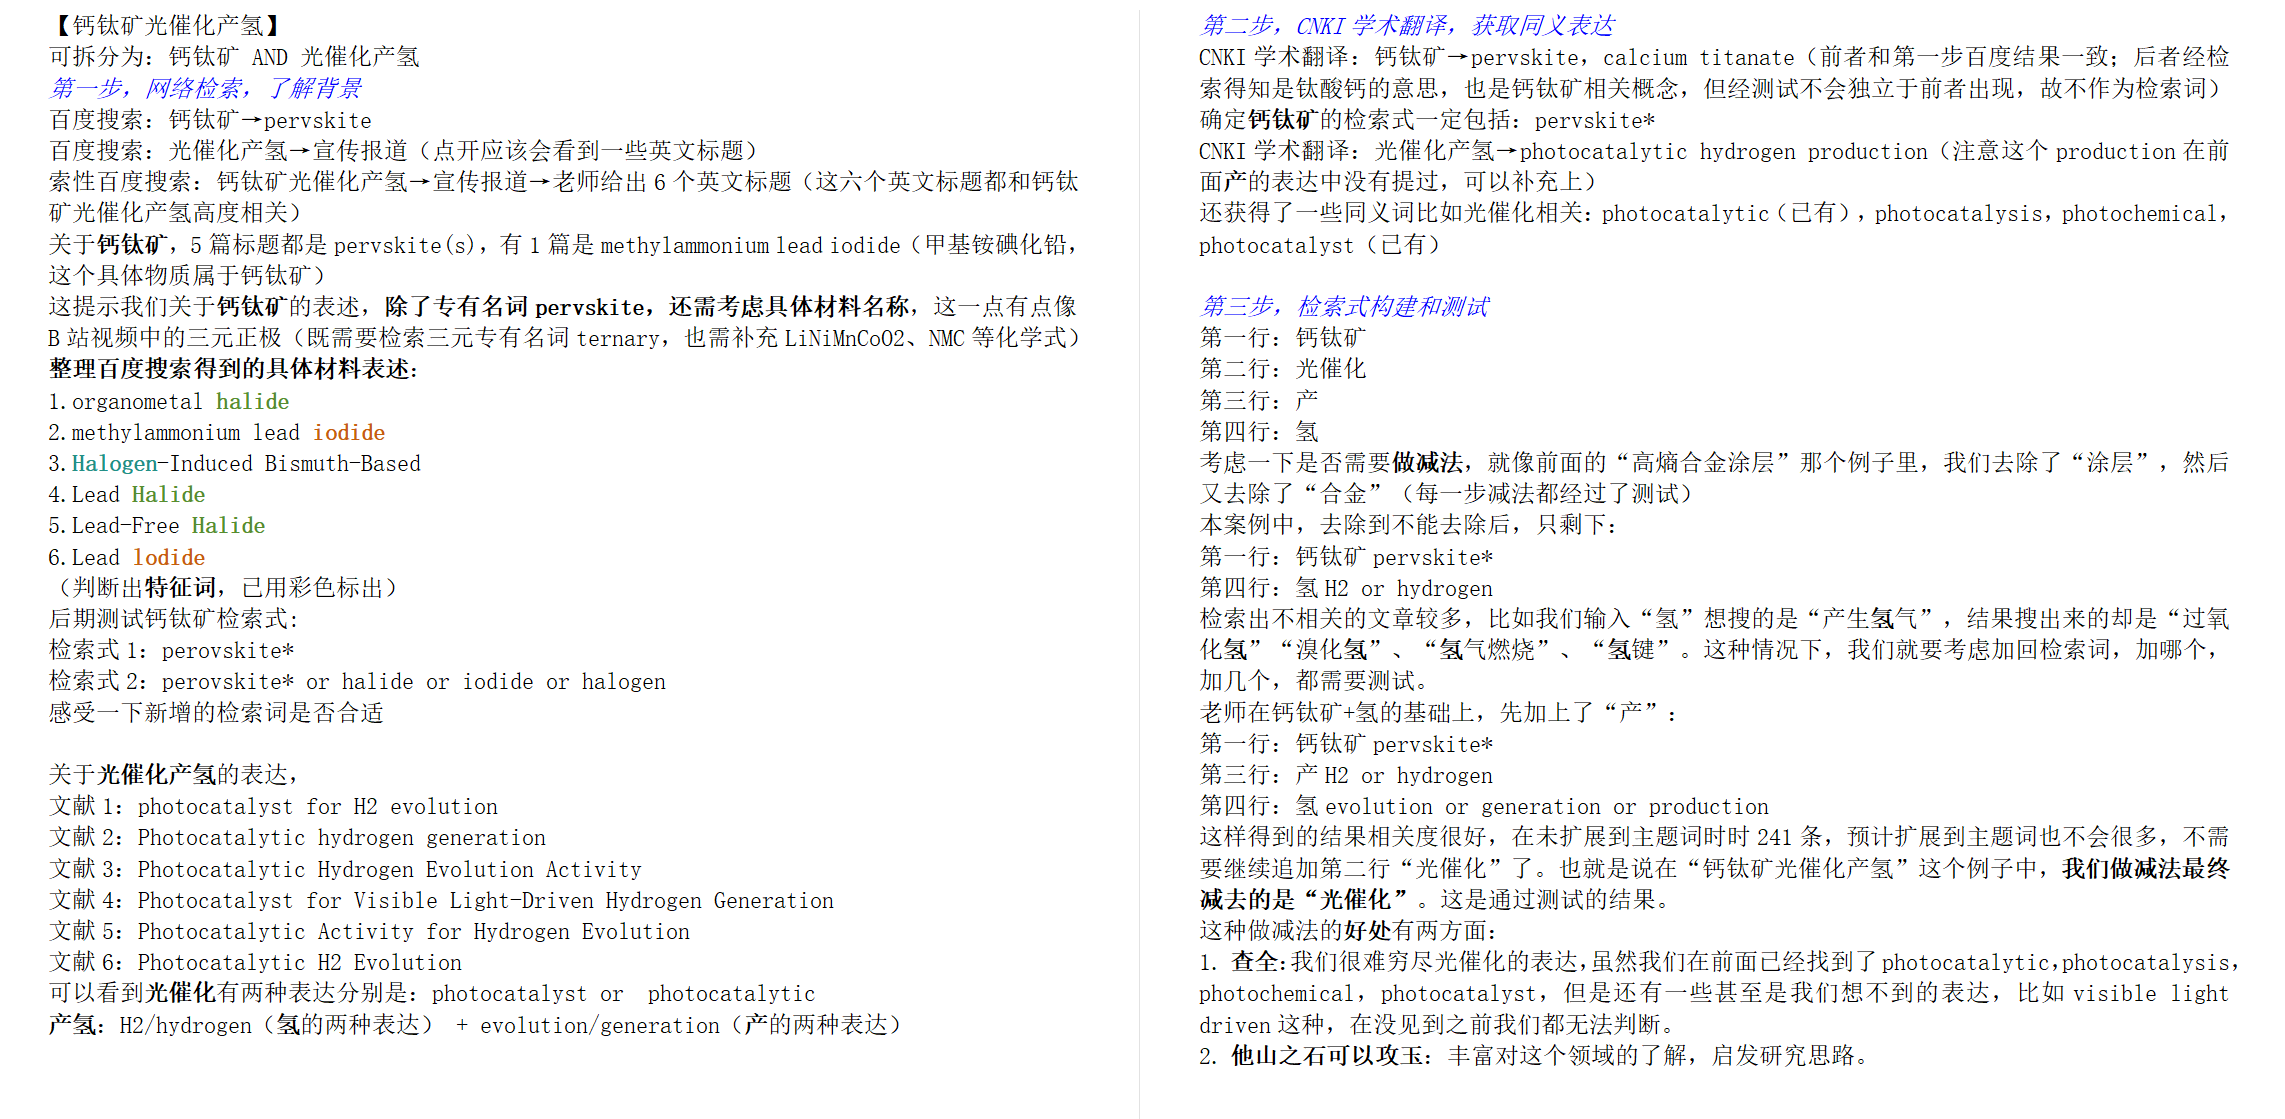 【钙钛矿光催化产氢】
可拆分为：钙钛矿 AND 光催化产氢
第一步，网络检索，了解背景
百度搜索：钙钛矿→pervskite
百度搜索：光催化产氢→宣传报道（点开应该会看到一些英文标题）
索性百度搜索：钙钛矿光催化产氢→宣传报道→老师给出 6 个英文标题（这六个英文标题都和钙钛
矿光催化产氢高度相关）
关于钙钛矿，5 篇标题都是 pervskite(s)，有 1 篇是 methylammonium lead iodide（甲基铵碘化铅，
这个具体物质属于钙钛矿）
这提示我们关于钙钛矿的表述，除了专有名词 pervskite，还需考虑具体材料名称，这一点有点像
B 站视频中的三元正极（既需要检索三元专有名词 ternary，也需补充 LiNiMnCoO2、NMC 等化学式）
整理百度搜索得到的具体材料表述：
1.organometal halide
2.methylammonium lead iodide
3.Halogen-Induced Bismuth-Based
4.Lead Halide
5.Lead-Free Halide
6.Lead lodide
（判断出特征词，已用彩色标出）
后期测试钙钛矿检索式：
检索式 1：perovskite*
检索式 2：perovskite* or halide or iodide or halogen
感受一下新增的检索词是否合适
关于光催化产氢的表达，
文献 1：photocatalyst for H2 evolution
文献 2：Photocatalytic hydrogen generation
文献 3：Photocatalytic Hydrogen Evolution Activity
文献 4：Photocatalyst for Visible Light-Driven Hydrogen Generation
文献 5：Photocatalytic Activity for Hydrogen Evolution
文献 6：Photocatalytic H2 Evolution
可以看到光催化有两种表达分别是：photocatalyst or photocatalytic
产氢：H2/hydrogen（氢的两种表达） + evolution/generation（产的两种表达）
第二步，CNKI 学术翻译，获取同义表达
CNKI 学术翻译：钙钛矿→pervskite，calcium titanate（前者和第一步百度结果一致；后者经检
索得知是钛酸钙的意思，也是钙钛矿相关概念，但经测试不会独立于前者出现，故不作为检索词）
确定钙钛矿的检索式一定包括：pervskite*
CNKI 学术翻译：光催化产氢→photocatalytic hydrogen production（注意这个 production 在前
面产的表达中没有提过，可以补充上）
还获得了一些同义词比如光催化相关：photocatalytic（已有），photocatalysis，photochemical，
photocatalyst（已有）
第三步，检索式构建和测试
第一行：钙钛矿
第二行：光催化
第三行：产
第四行：氢
考虑一下是否需要做减法，就像前面的“高熵合金涂层”那个例子里，我们去除了“涂层”，然后
又去除了“合金”（每一步减法都经过了测试）
本案例中，去除到不能去除后，只剩下：
第一行：钙钛矿 pervskite*
第四行：氢 H2 or hydrogen
检索出不相关的文章较多，比如我们输入“氢”想搜的是“产生氢气”，结果搜出来的却是“过氧
化氢”“溴化氢”、“氢气燃烧”、“氢键”。这种情况下，我们就要考虑加回检索词，加哪个，
加几个，都需要测试。
老师在钙钛矿+氢的基础上，先加上了“产”：
第一行：钙钛矿 pervskite*
第三行：产 H2 or hydrogen
第四行：氢 evolution or generation or production
这样得到的结果相关度很好，在未扩展到主题词时时 241 条，预计扩展到主题词也不会很多，不需
要继续追加第二行“光催化”了。也就是说在“钙钛矿光催化产氢”这个例子中，我们做减法最终
减去的是“光催化”。这是通过测试的结果。
这种做减法的好处有两方面：
1. 查全：我们很难穷尽光催化的表达，虽然我们在前面已经找到了 photocatalytic，photocatalysis，
photochemical，photocatalyst，但是还有一些甚至是我们想不到的表达，比如 visible light
driven 这种，在没见到之前我们都无法判断。
2. 他山之石可以攻玉：丰富对这个领域的了解，启发研究思路。